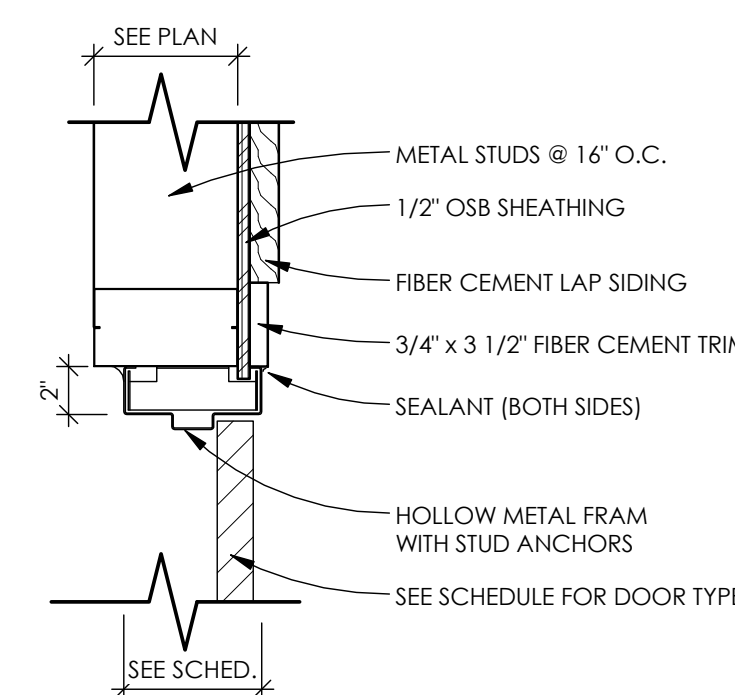 SEE PLAN
METAL STUDS @ 16" O.C.
1/2" OSB SHEATHING
FIBER CEMENT LAP SIDING
3/4" x 3 1/2" FIBER CEMENT TRIM
2"
SEALANT (BOTH SIDES)
HOLLOW METAL FRAM
WITH STUD ANCHORS
SEE SCHEDULE FOR DOOR TYPE
SEE SCHED.